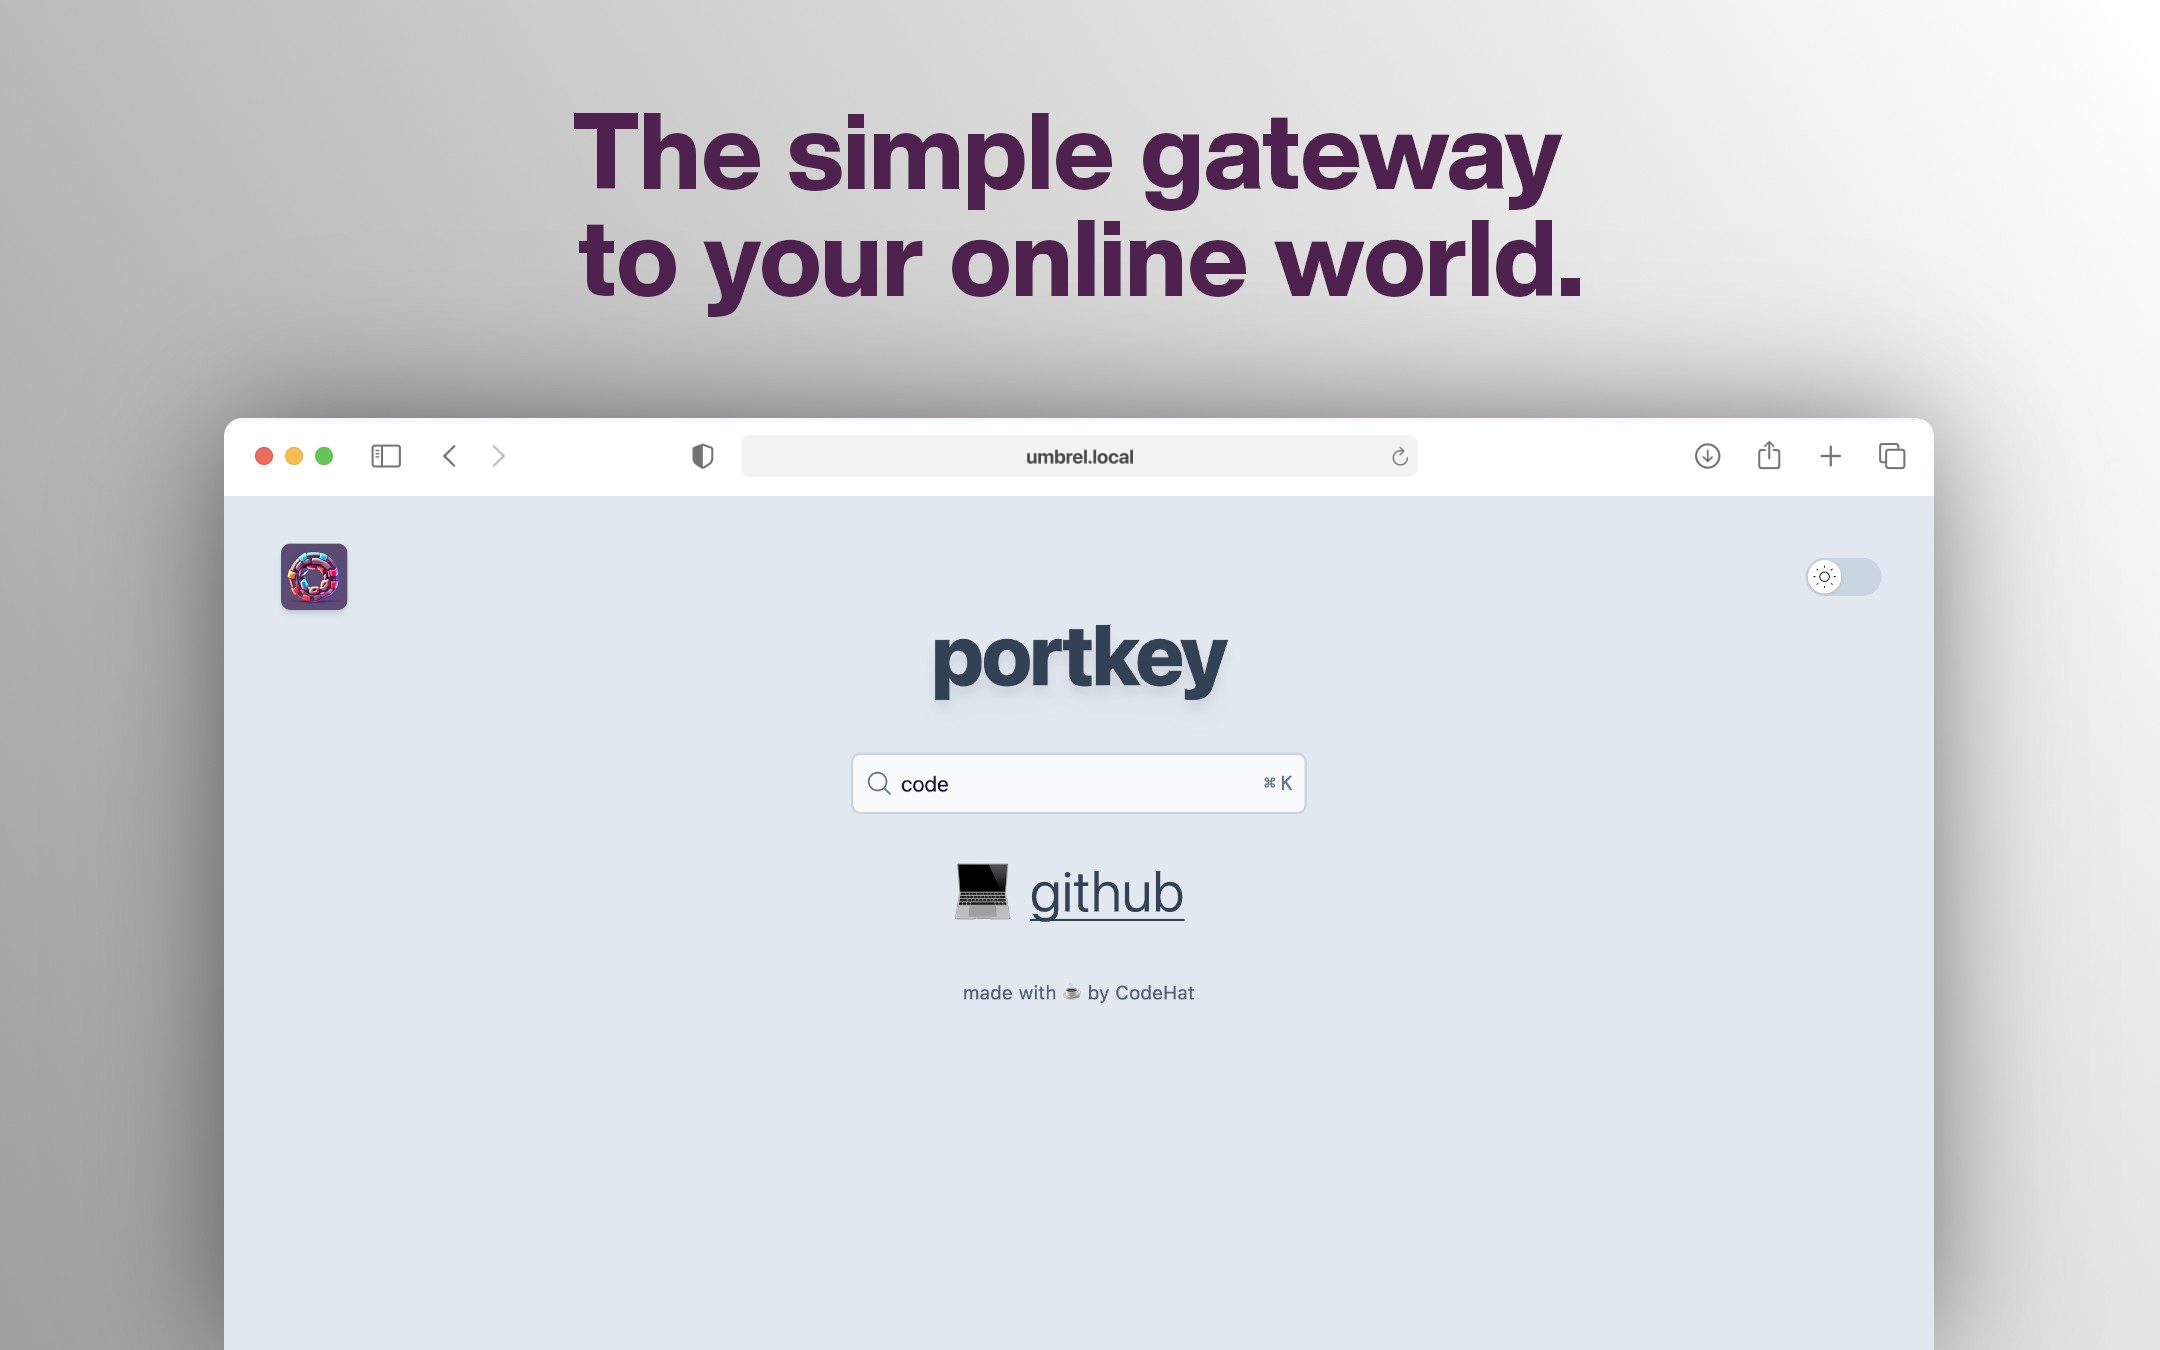 The simple gateway
to your online world.
umbrel.local
portkey
code ⌘ K
github
made with ☕ by CodeHat